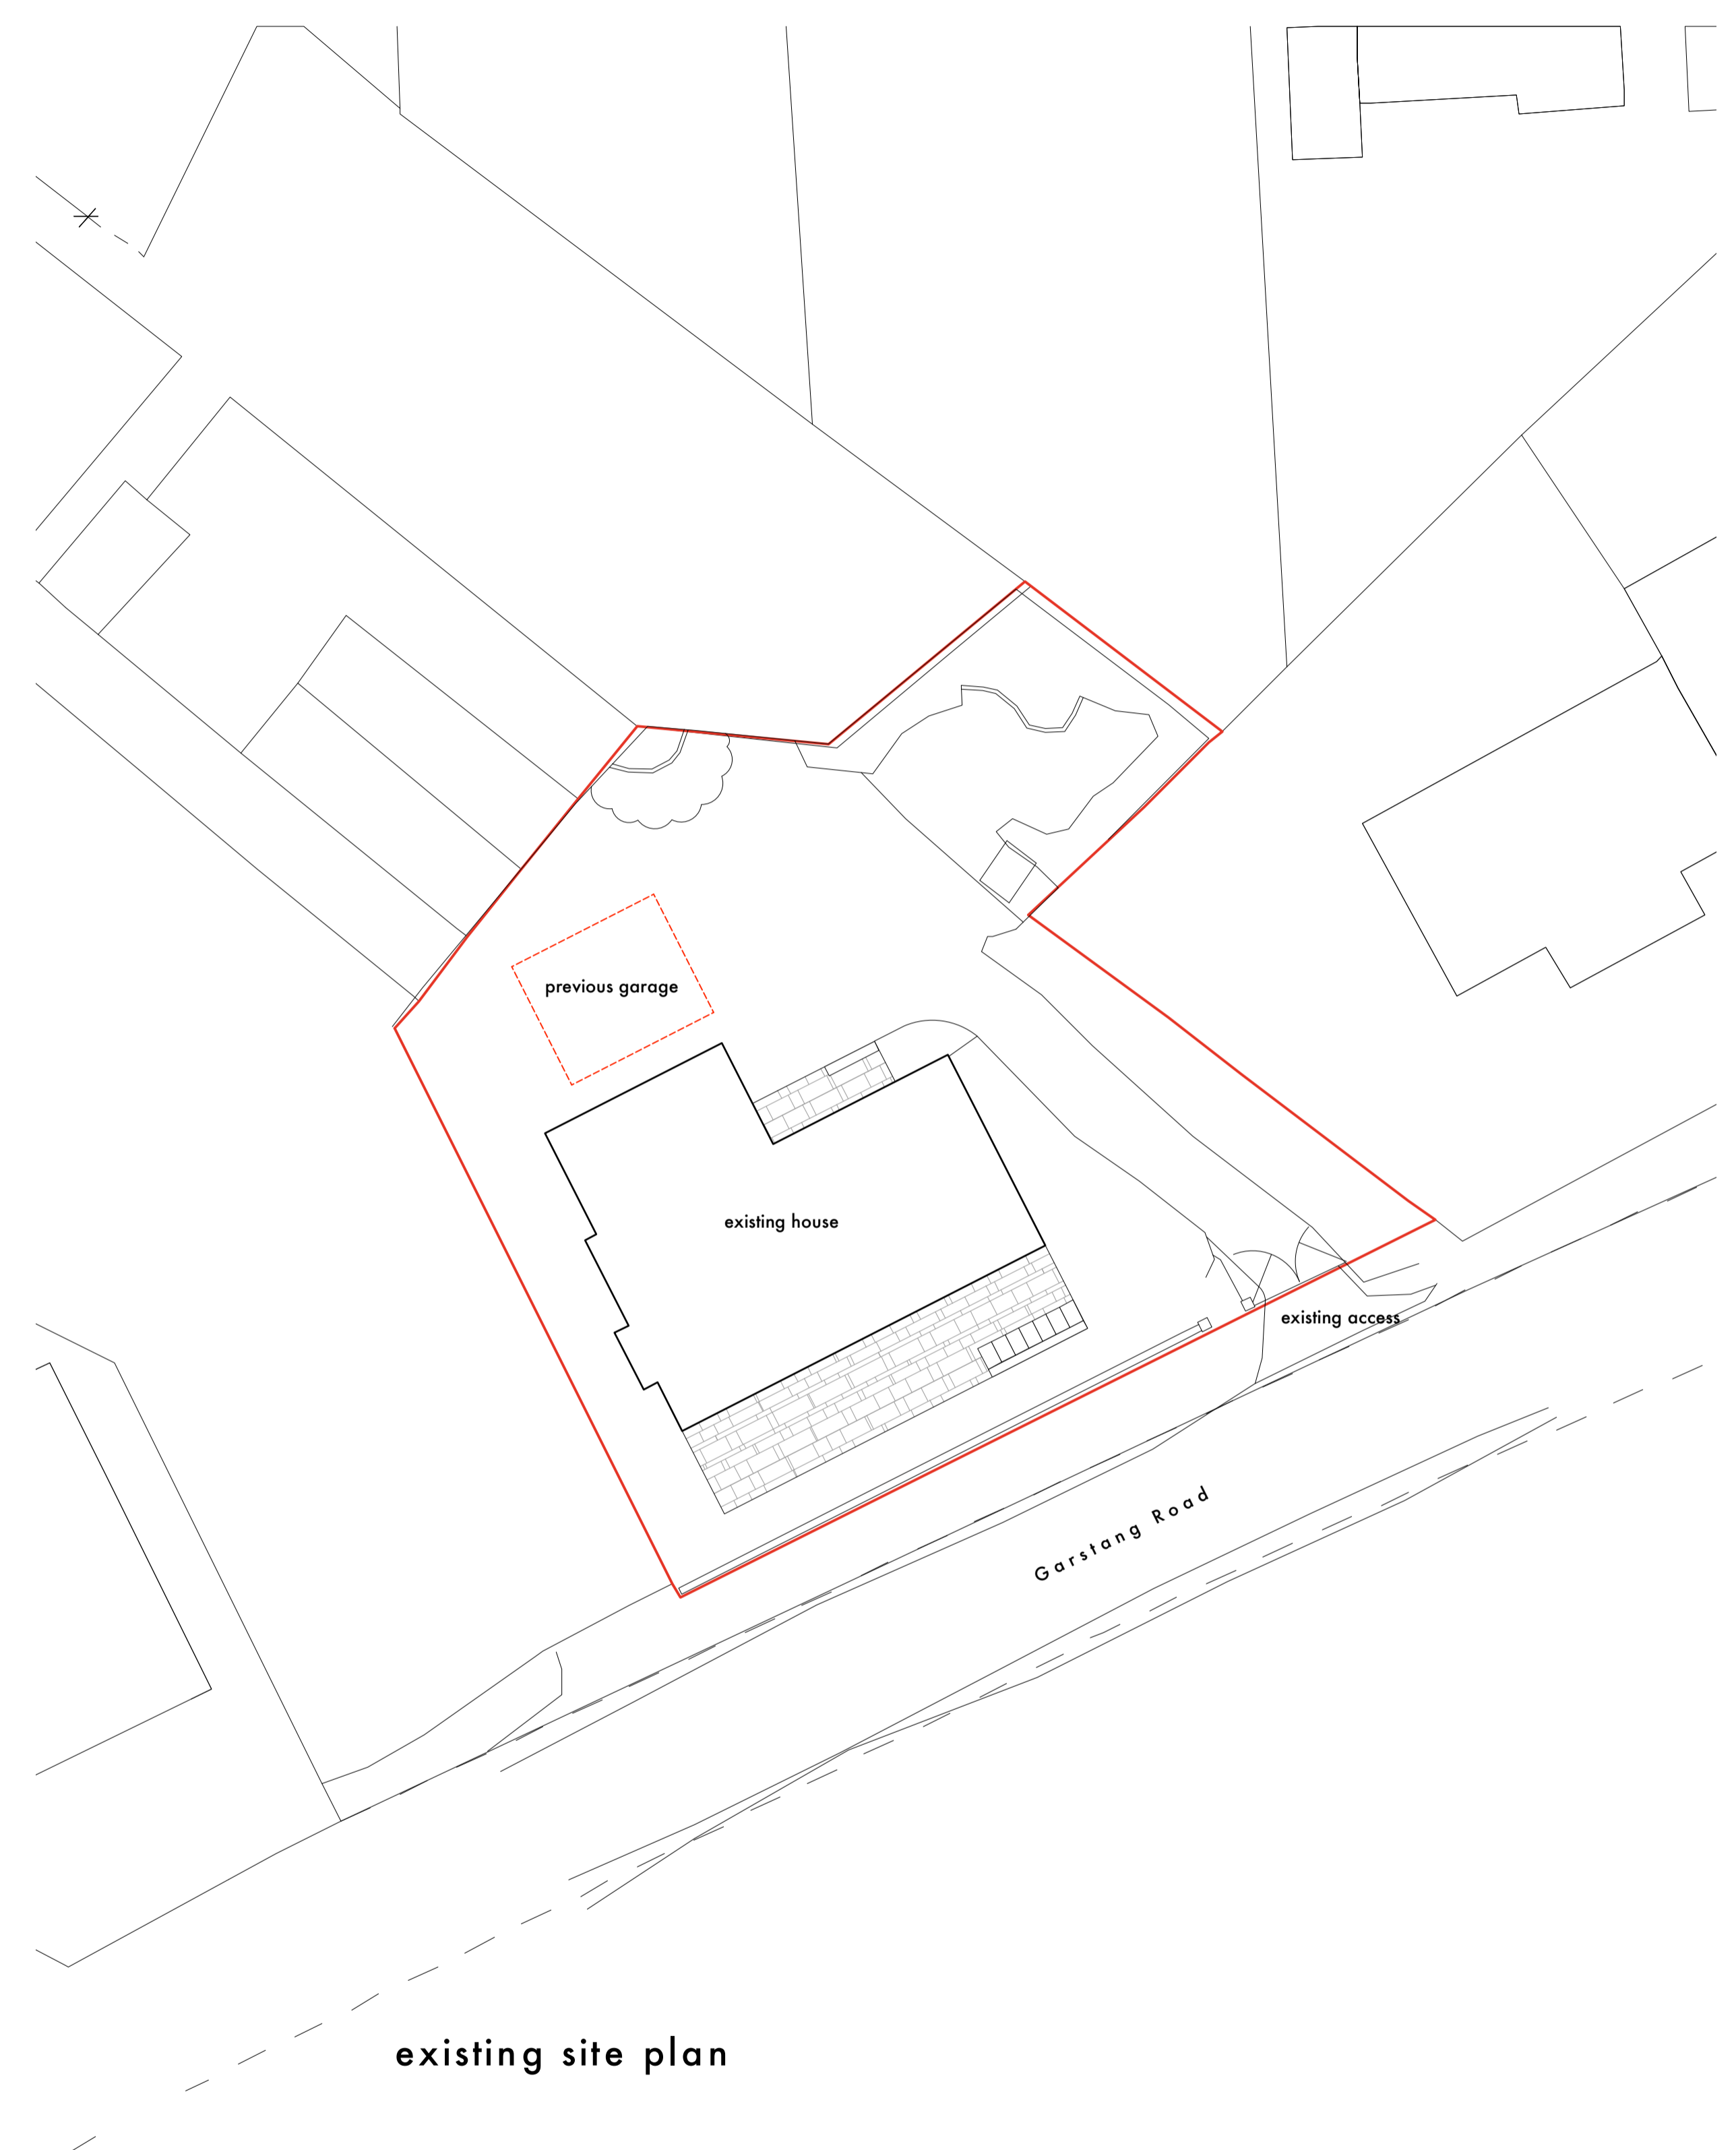 previous garage
existing house
existing access
Garstang Road
existing site plan